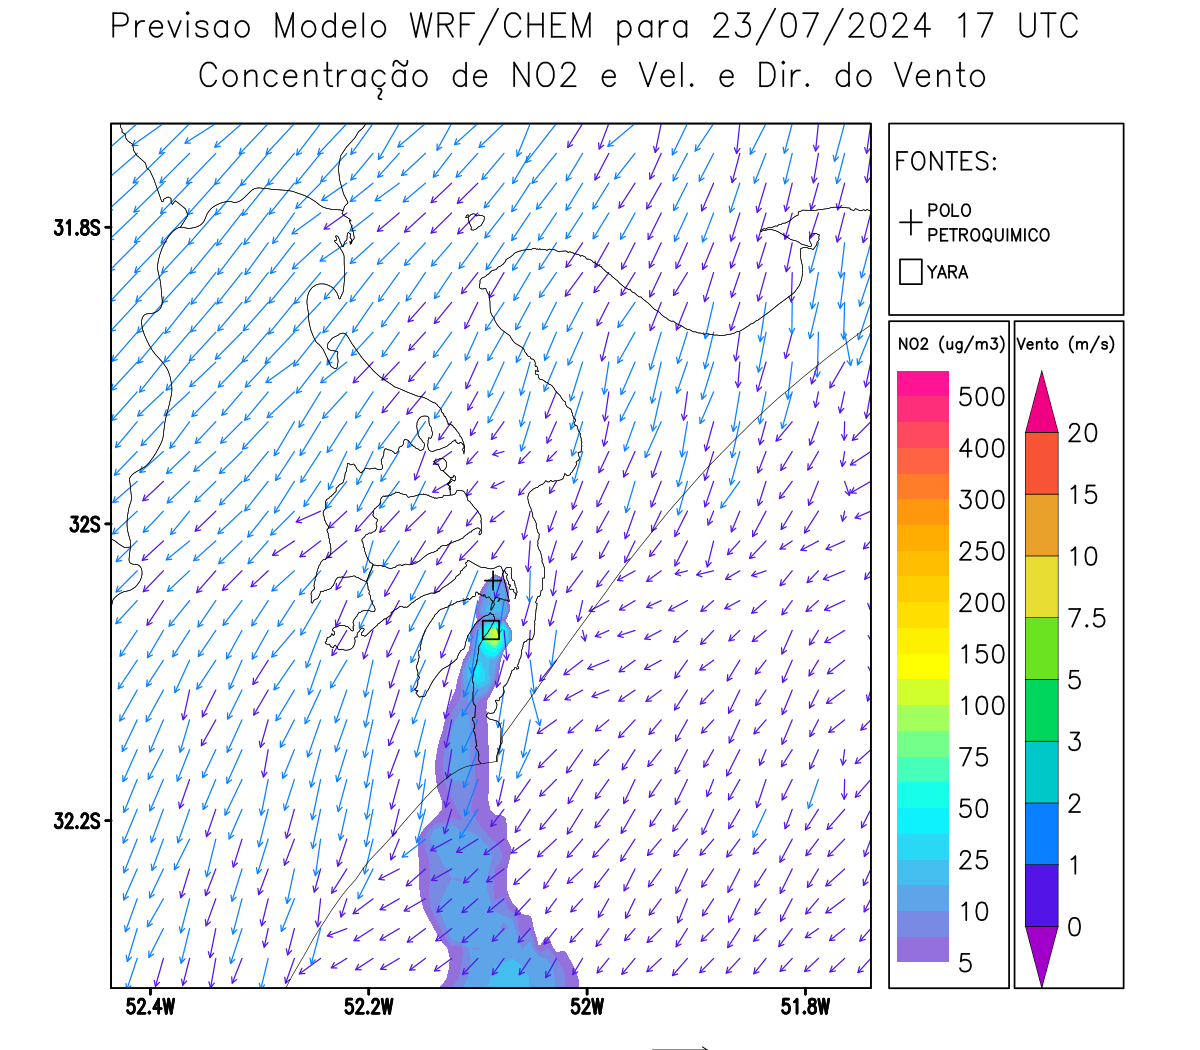 Previsao Modelo WRF/CHEM para 23/07/2024 17 UTC
Concentração de NO2 e Vel. e Dir. do Vento
FONTES:
POLO
PETROQUIMICO
YARA
NO2 (ug/m3)
500
400
300
250
200
150
100
75
50
25
10
5
Vento (m/s)
20
15
10
7.5
5
3
2
1
0
31.8S
32S
32.2S
52.4W
52.2W
52W
51.8W